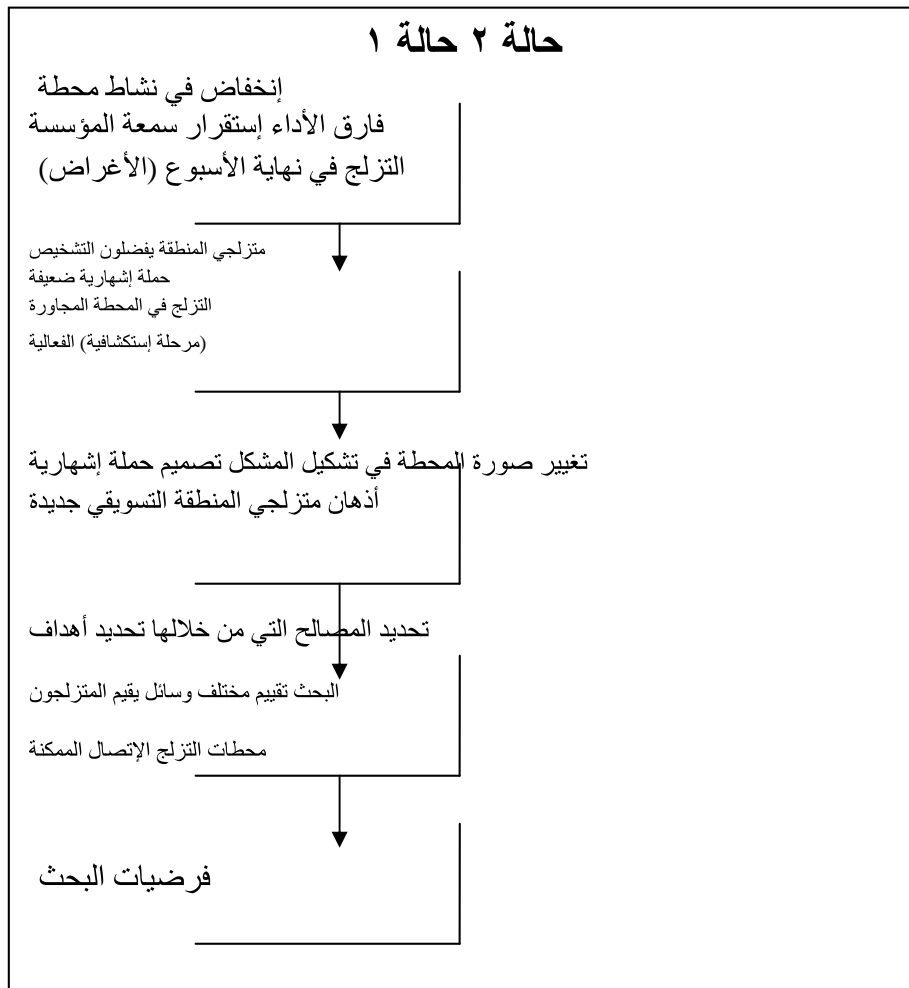 حالة ٢ حالة ١
إنخفاض في نشاط محطة
فارق الأداء إستقرار سمعة المؤسسة
التزلج في نهاية الأسبوع (الأغراض)
متزلجي المنطقة يفضلون التشخيص
حملة إشهارية ضعيفة
التزلج في المحطة المجاورة
(مرحلة إستكشافية) الفعالية
تغيير صورة المحطة في تشكيل المشكل تصميم حملة إشهارية
أذهان متزلجي المنطقة التسويقي جديدة
تحديد المصالح التي من خلالها تحديد أهداف
البحث تقييم مختلف وسائل يقيم المتزلجون
محطات التزلج الإتصال الممكنة
فرضيات البحث